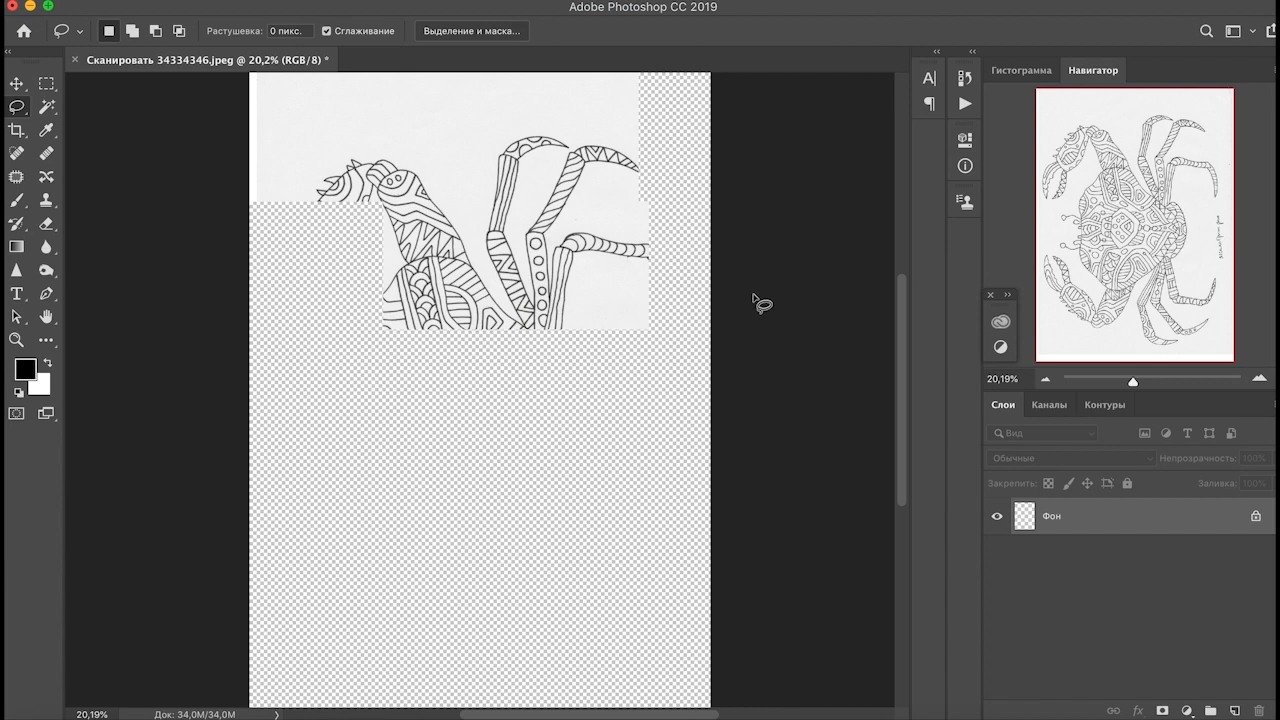 Adobe Photoshop CC 2019
Растушевка: 0 пикс. Сглаживание Выделение и маска...
Сканировать 34334346.jpeg @ 20,2% (RGB/8) *
Гистограмма Навигатор
20,19%
Слои Каналы Контуры
Вид
Обычные Непрозрачность: 100%
Закрепить: Заливка: 100%
Фон
20,19% Док: 34,0M/34,0M